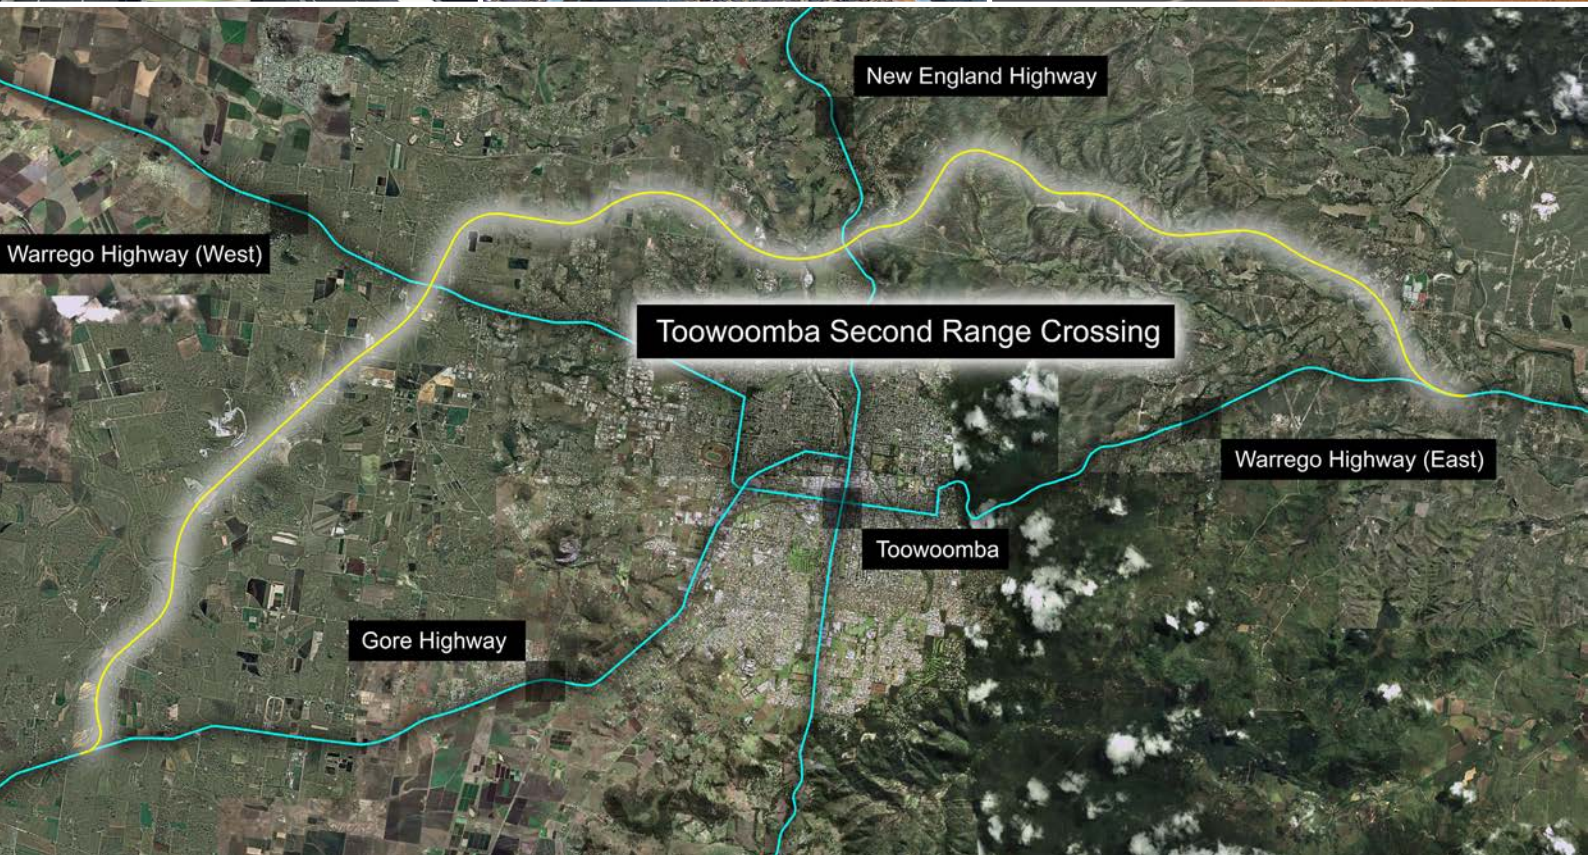 New England Highway
Warrego Highway (West)
Toowoomba Second Range Crossing
Warrego Highway (East)
Toowoomba
Gore Highway